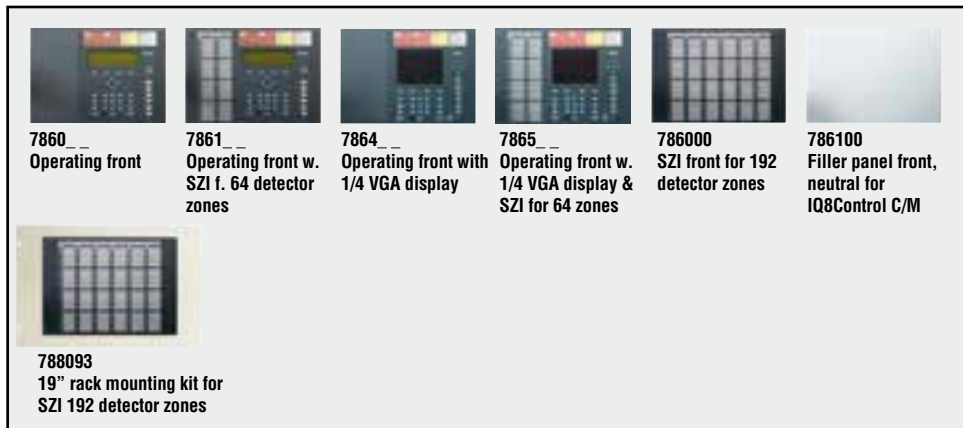 7860_ _
Operating front
7861_ _
Operating front w.
SZI f. 64 detector
zones
7864_ _
Operating front with
1/4 VGA display
7865_ _
Operating front w.
1/4 VGA display &
SZI for 64 zones
786000
SZI front for 192
detector zones
786100
Filler panel front,
neutral for
IQ8Control C/M
788093
19” rack mounting kit for
SZI 192 detector zones